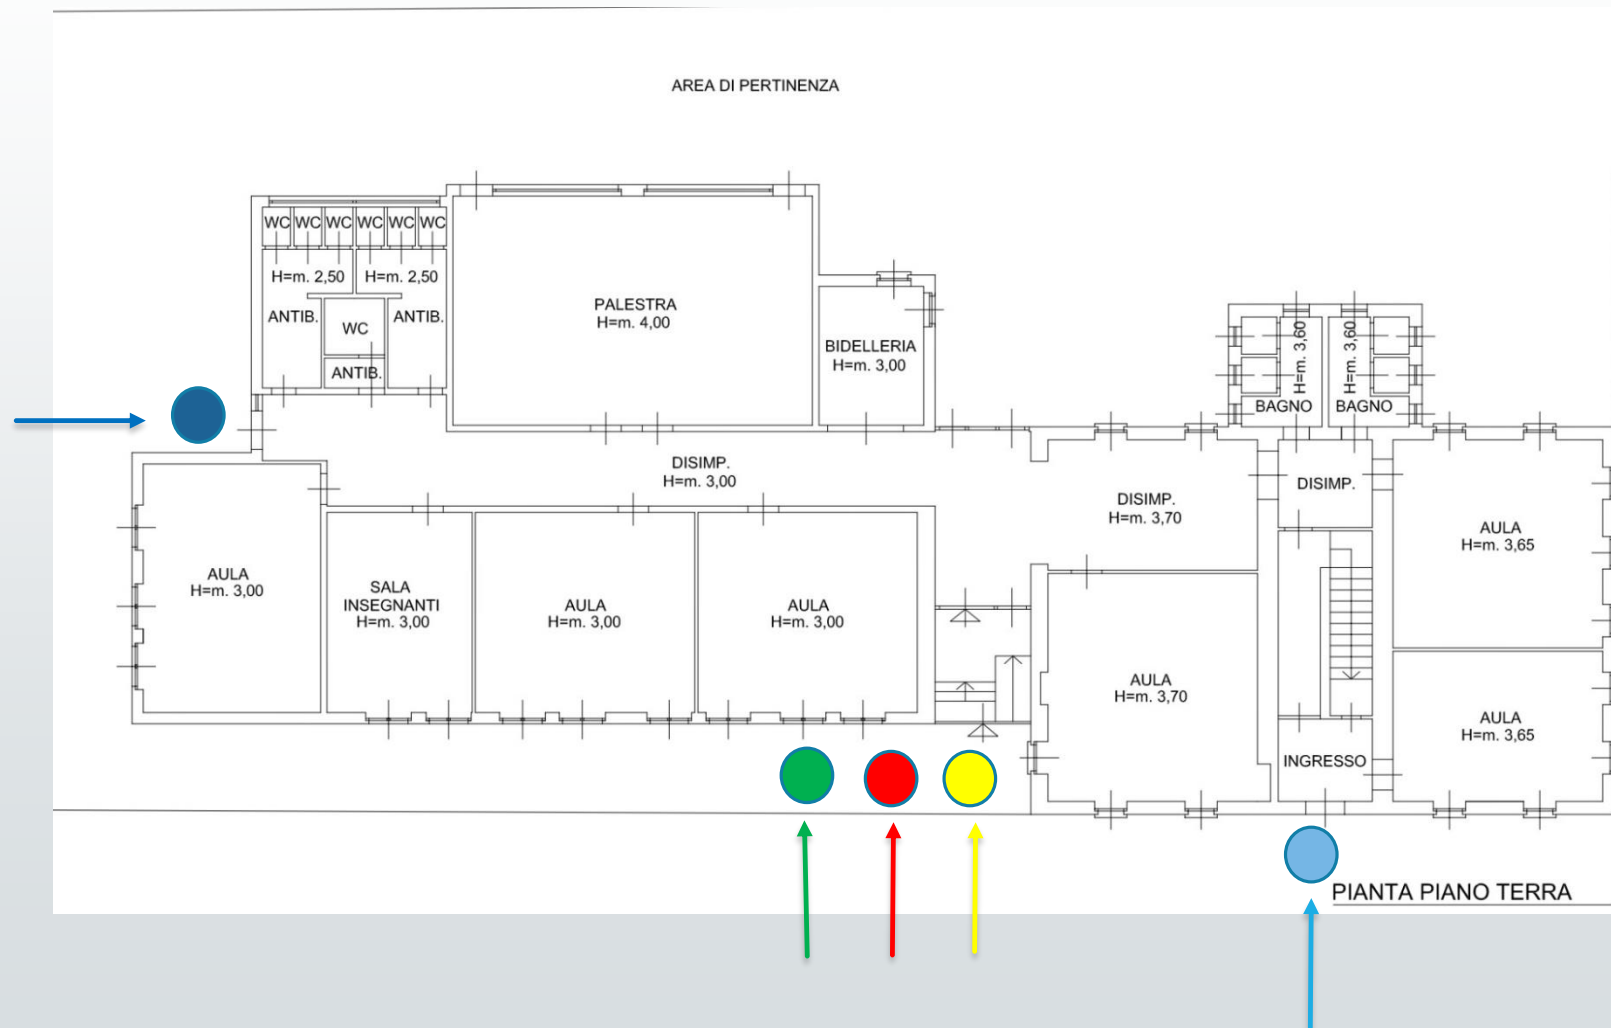 AREA DI PERTINENZA
WC WC WC WC WC WC
H=m. 2,50
H=m. 2,50
ANTIB.
WC
ANTIB.
ANTIB.
PALESTRA
H=m. 4,00
BIDELLERIA
H=m. 3,00
H=m. 3,60
H=m. 3,60
BAGNO
BAGNO
DISIMP.
H=m. 3,00
DISIMP.
H=m. 3,70
DISIMP.
AULA
H=m. 3,65
AULA
H=m. 3,00
SALA
INSEGNANTI
H=m. 3,00
AULA
H=m. 3,00
AULA
H=m. 3,00
AULA
H=m. 3,70
AULA
H=m. 3,65
INGRESSO
PIANTA PIANO TERRA